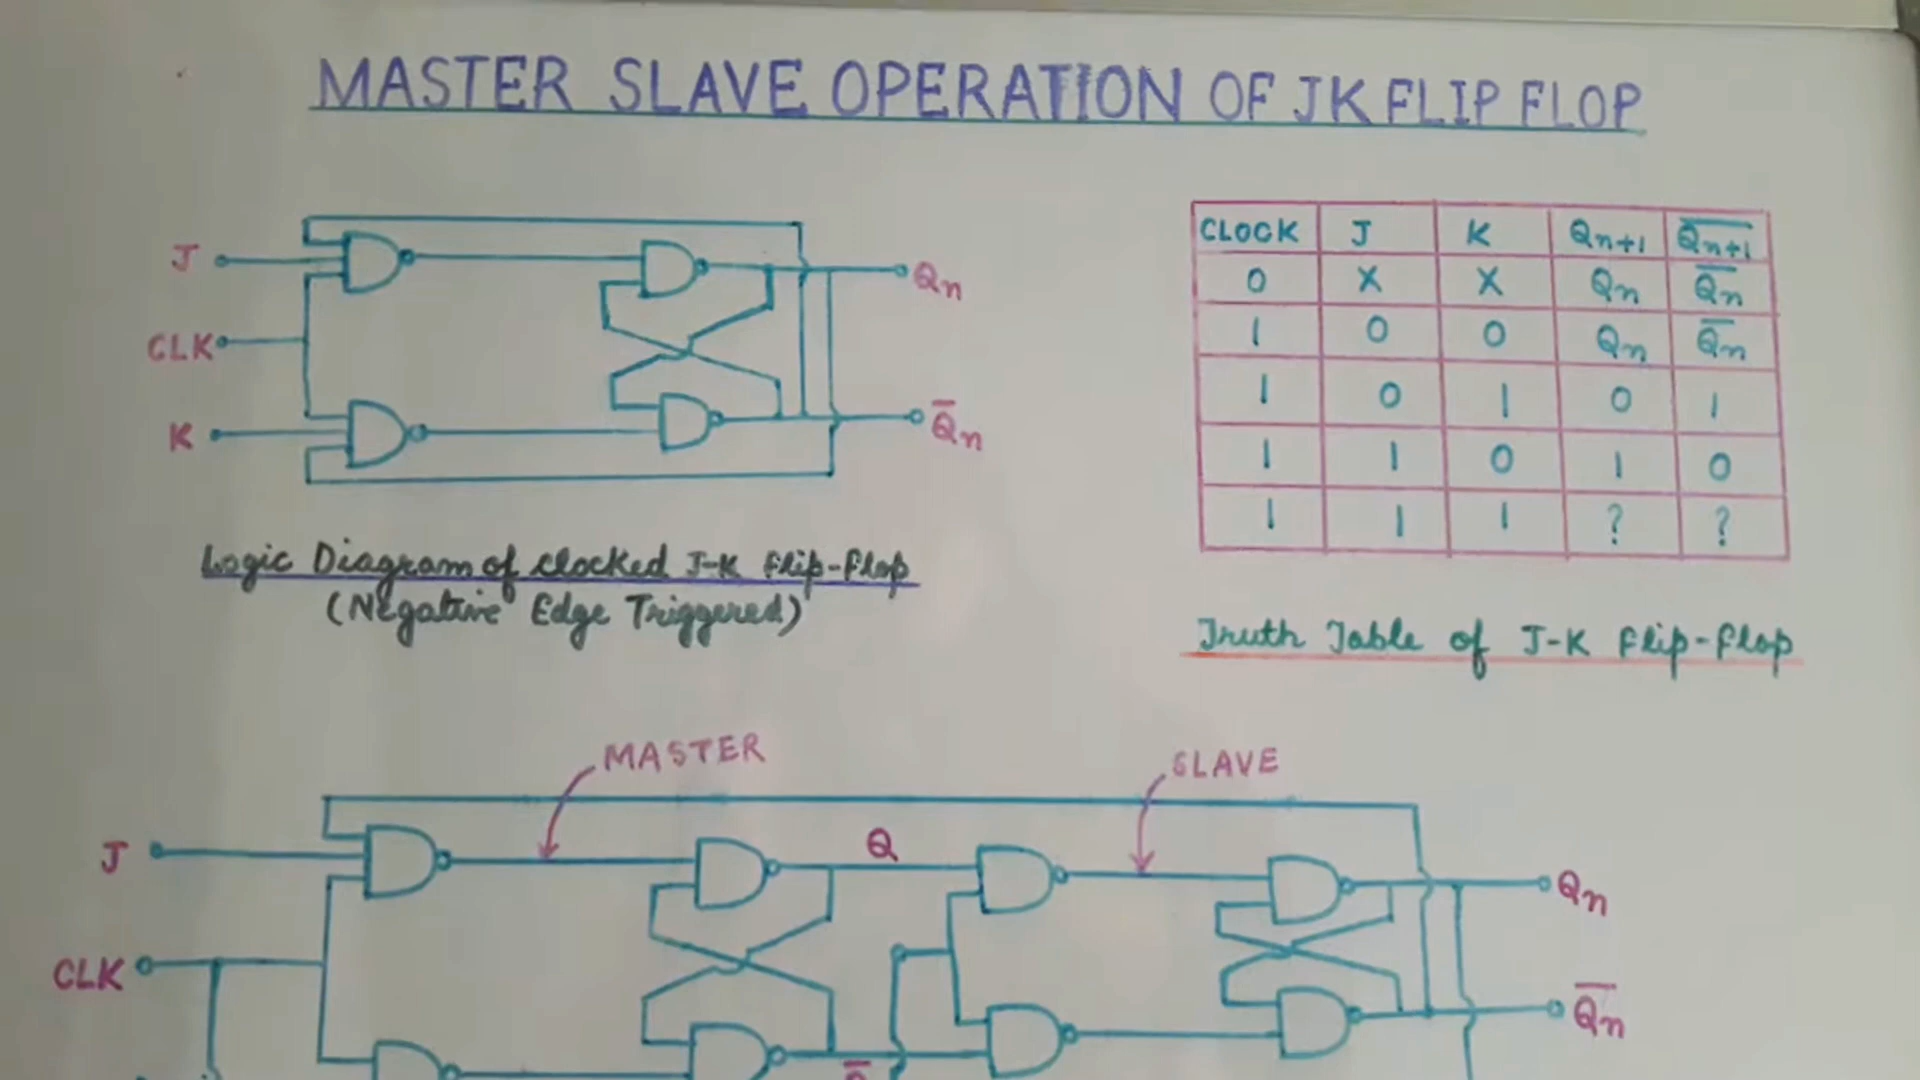 MASTER SLAVE OPERATION OF JK FLIP FLOP
J
CLK
K
Qn
Q̅n
Logic Diagram of clocked J-K Flip-Flop
(Negative Edge Triggered)
CLOCK J K Qn+1 Q̅n+1
0 X X Qn Q̅n
1 0 0 Qn Q̅n
1 0 1 0 1
1 1 0 1 0
1 1 1 ? ?
Truth Table of J-K Flip-Flop
MASTER
SLAVE
J
Q
Qn
CLK
Q̅n